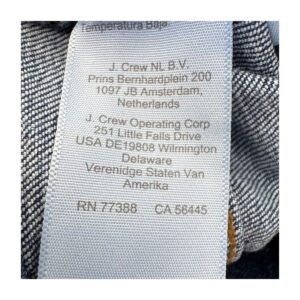 Temperatura Baja.
J. Crew NL B.V.
Prins Bernhardplein 200
1097 JB Amsterdam,
Netherlands
J. Crew Operating Corp
251 Little Falls Drive
USA DE19808 Wilmington
Delaware
Verenidge Staten Van
Amerika
RN 77388 CA 56445